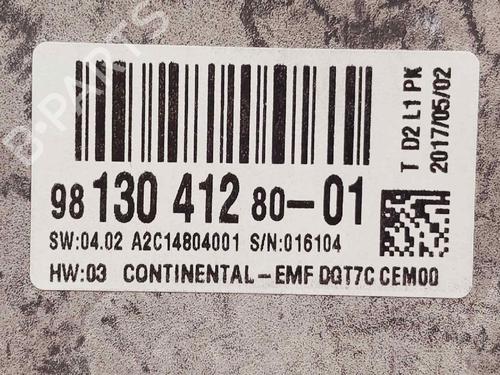 98 130 412 80-01
SW:04.02 A2C14804001 S/N:016104
HW:03 CONTINENTAL-EMF DQT7C CEM00
T D2 L1 PK
2017/05/02
B-PARTS